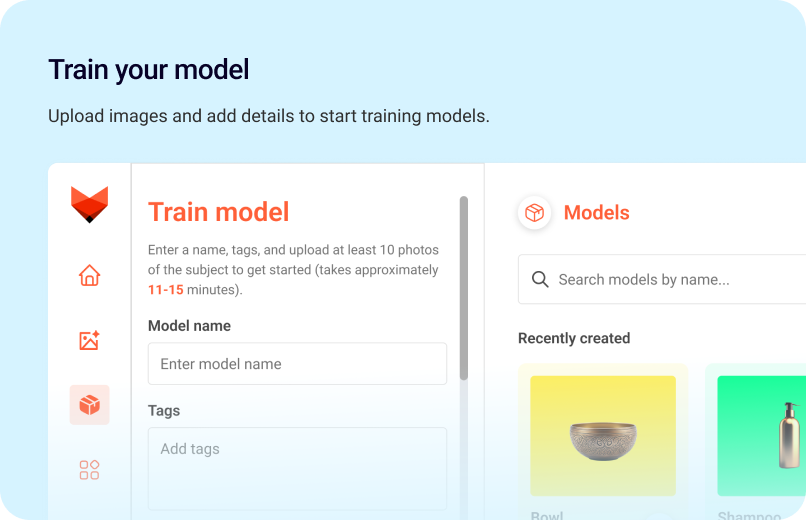 Train your model
Upload images and add details to start training models.
Train model
Enter a name, tags, and upload at least 10 photos
of the subject to get started (takes approximately
11-15 minutes).
Model name
Enter model name
Tags
Add tags
Models
Search models by name...
Recently created
Bowl
Shampoo